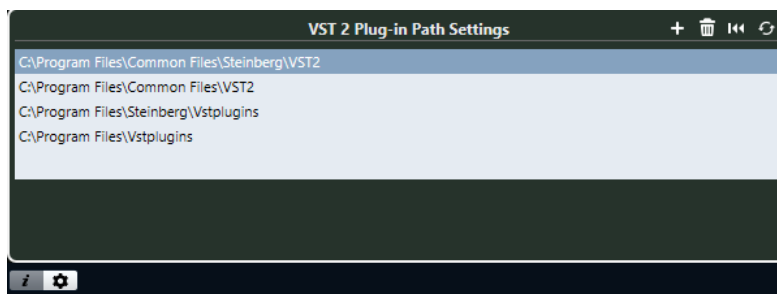 VST 2 Plug-in Path Settings
C:\Program Files\Common Files\Steinberg\VST2
C:\Program Files\Common Files\VST2
C:\Program Files\Steinberg\Vstplugins
C:\Program Files\Vstplugins
i